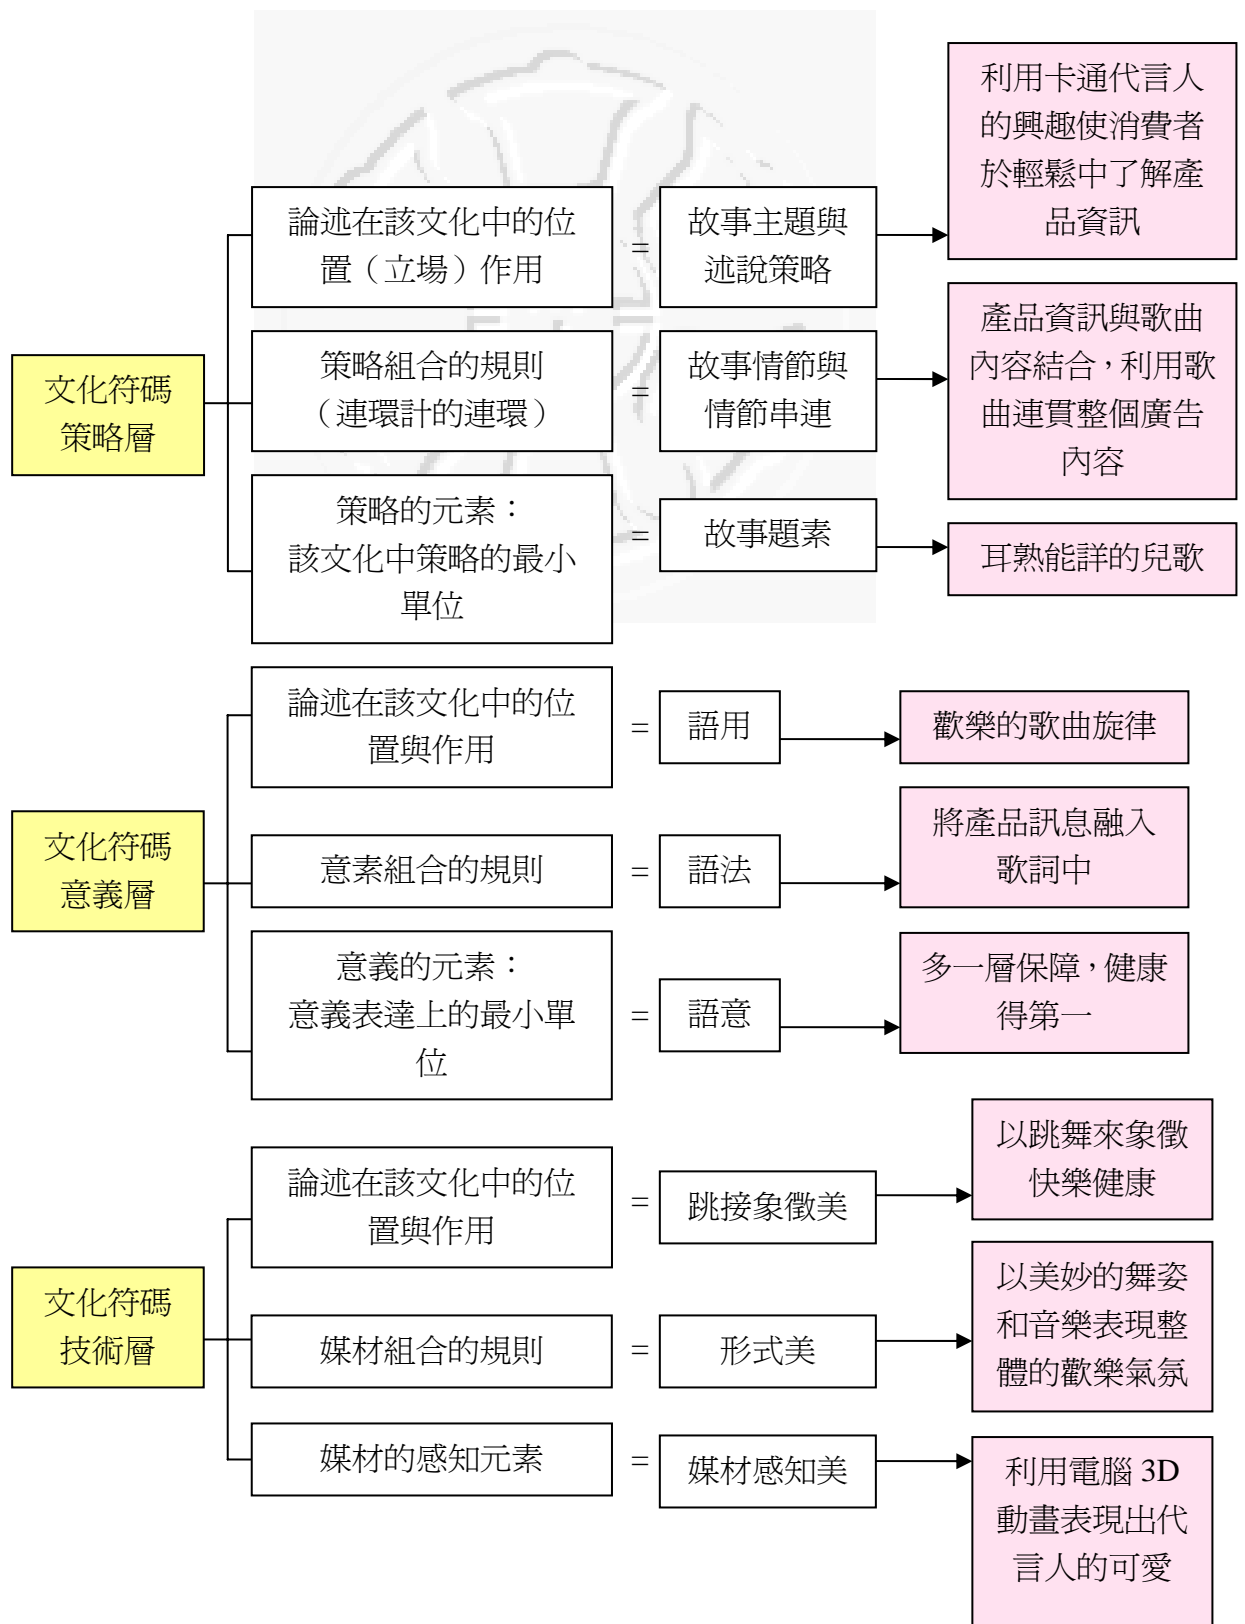 利用卡通代言人
的興趣使消費者
於輕鬆中了解產
品資訊
論述在該文化中的位
置（立場）作用
=
故事主題與
述說策略
產品資訊與歌曲
內容結合，利用歌
曲連貫整個廣告
內容
文化符碼
策略層
策略組合的規則
（連環計的連環）
=
故事情節與
情節串連
策略的元素：
該文化中策略的最小
單位
=
故事題素
耳熟能詳的兒歌
論述在該文化中的位
置與作用
=
語用
歡樂的歌曲旋律
文化符碼
意義層
意素組合的規則
=
語法
將產品訊息融入
歌詞中
意義的元素：
意義表達上的最小單
位
=
語意
多一層保障，健康
得第一
論述在該文化中的位
置與作用
=
跳接象徵美
以跳舞來象徵
快樂健康
文化符碼
技術層
媒材組合的規則
=
形式美
以美妙的舞姿
和音樂表現整
體的歡樂氣氛
媒材的感知元素
=
媒材感知美
利用電腦 3D
動畫表現出代
言人的可愛